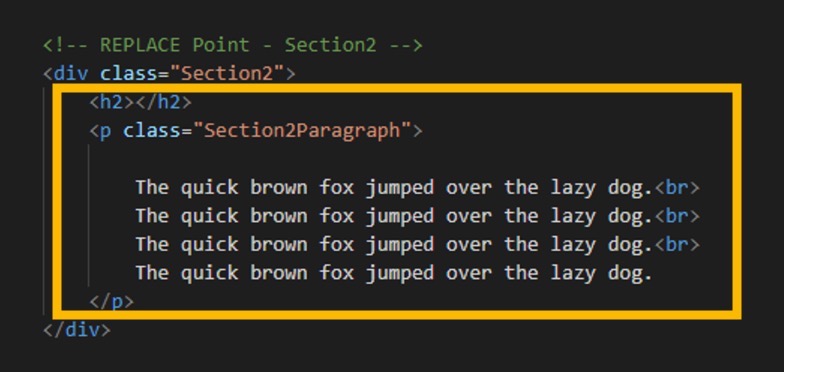 <!-- REPLACE Point - Section2 -->
<div class="Section2">
<h2></h2>
<p class="Section2Paragraph">
The quick brown fox jumped over the lazy dog.<br>
The quick brown fox jumped over the lazy dog.<br>
The quick brown fox jumped over the lazy dog.<br>
The quick brown fox jumped over the lazy dog.
</p>
</div>